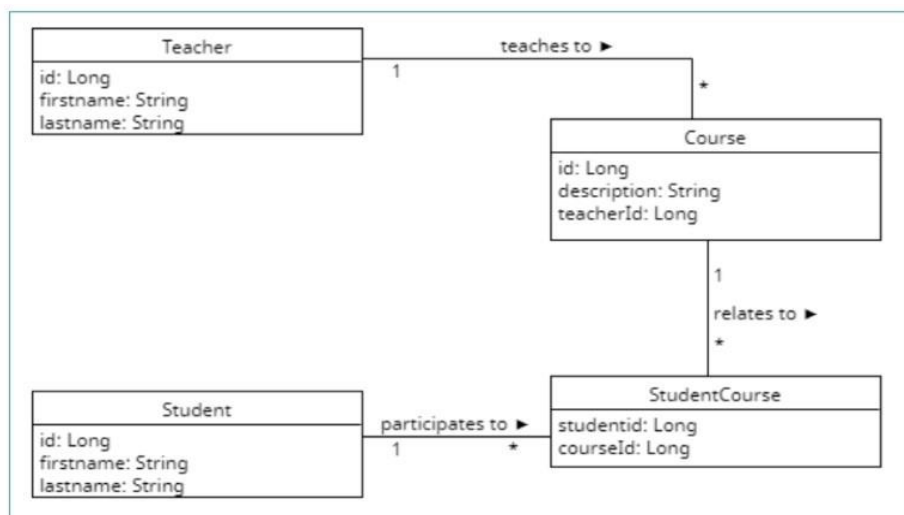 Teacher
id: Long
firstname: String
lastname: String
teaches to ►
1
*
Course
id: Long
description: String
teacherId: Long
1
relates to ►
*
Student
id: Long
firstname: String
lastname: String
participates to ►
1
*
StudentCourse
studentid: Long
courseId: Long